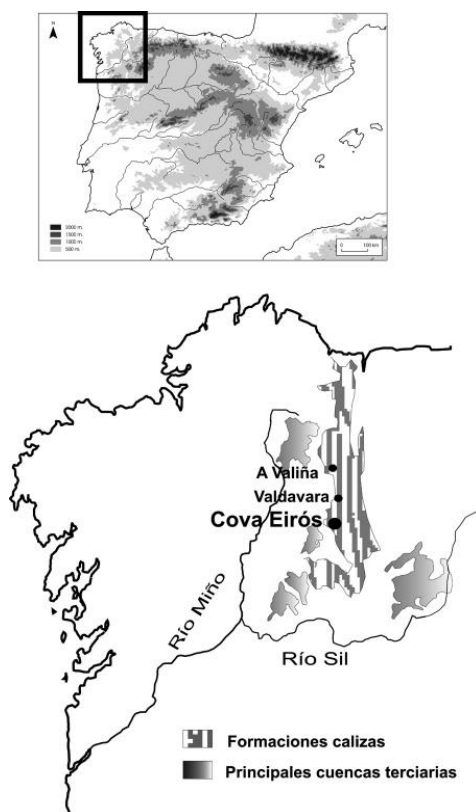 N
2000 m.
1500 m.
1000 m.
500 m.
0 100 km
A Valiña
Valdavara
Cova Eirós
Río Miño
Río Sil
Formaciones calizas
Principales cuencas terciarias